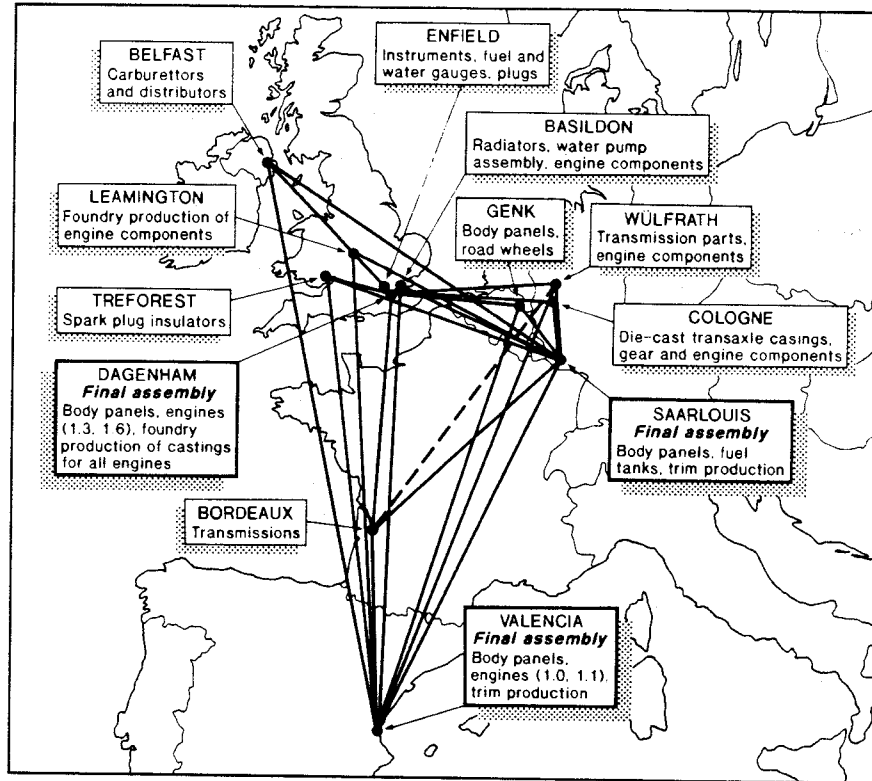 BELFAST
Carburettors
and distributors
ENFIELD
Instruments, fuel and
water gauges, plugs
BASILDON
Radiators, water pump
assembly, engine components
LEAMINGTON
Foundry production of
engine components
GENK
Body panels,
road wheels
WÜLFRATH
Transmission parts,
engine components
TREFOREST
Spark plug insulators
COLOGNE
Die-cast transaxle casings,
gear and engine components
DAGENHAM
Final assembly
Body panels, engines
(1.3, 1.6), foundry
production of castings
for all engines
SAARLOUIS
Final assembly
Body panels, fuel
tanks, trim production
BORDEAUX
Transmissions
VALENCIA
Final assembly
Body panels,
engines (1.0, 1.1),
trim production